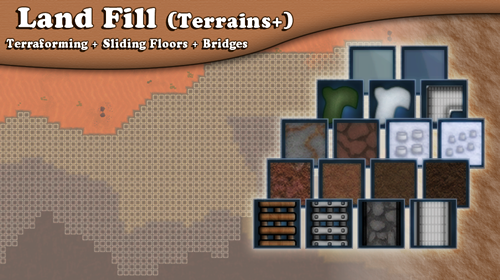 Land Fill (Terrains+)
Terraforming + Sliding Floors + Bridges